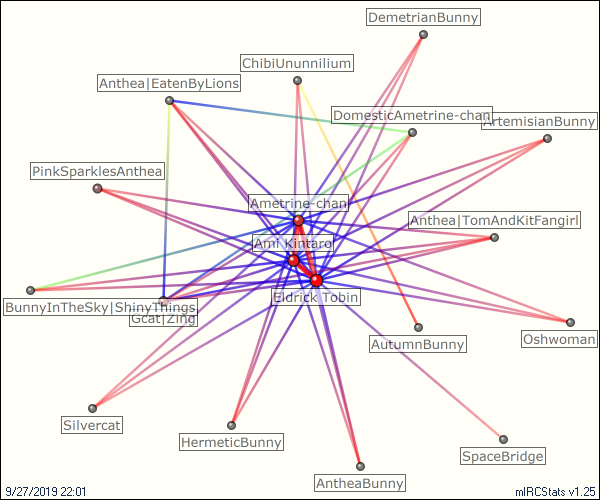 DemetrianBunny
ChibiUnunnilium
Anthea|EatenByLions
DomesticAmetrine-chan
ArtemisianBunny
PinkSparklesAnthea
Ametrine-chan
Anthea|TomAndKitFangirl
Ami Kintaro
Eldrick Tobin
BunnyInTheSky|ShinyThings
Gcat|Zing
Oshwoman
AutumnBunny
Silvercat
HermeticBunny
SpaceBridge
AntheaBunny
9/27/2019 22:01
mIRCStats v1.25